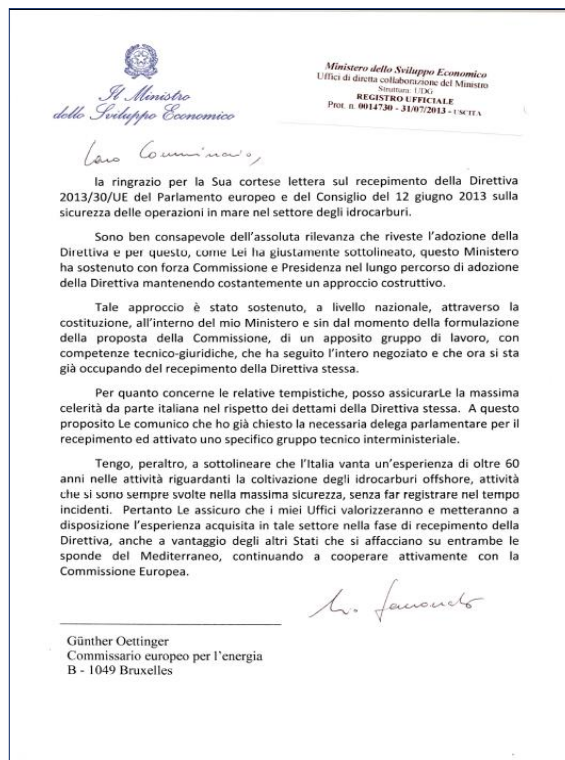 Il Ministro
dello Sviluppo Economico
Ministero dello Sviluppo Economico
Uffici di diretta collaborazione del Ministro
Struttura: UDG
REGISTRO UFFICIALE
Prot. n. 0014730 - 31/07/2013 - USCITA
Caro Commissario,
la ringrazio per la Sua cortese lettera sul recepimento della Direttiva
2013/30/UE del Parlamento europeo e del Consiglio del 12 giugno 2013 sulla
sicurezza delle operazioni in mare nel settore degli idrocarburi.
Sono ben consapevole dell'assoluta rilevanza che riveste l'adozione della
Direttiva e per questo, come Lei ha giustamente sottolineato, questo Ministero
ha sostenuto con forza Commissione e Presidenza nel lungo percorso di adozione
della Direttiva mantenendo costantemente un approccio costruttivo.
Tale approccio è stato sostenuto, a livello nazionale, attraverso la
costituzione, all'interno del mio Ministero e sin dal momento della formulazione
della proposta della Commissione, di un apposito gruppo di lavoro, con
competenze tecnico-giuridiche, che ha seguito l'intero negoziato e che ora si sta
già occupando del recepimento della Direttiva stessa.
Per quanto concerne le relative tempistiche, posso assicurarLe la massima
celerità da parte italiana nel rispetto dei dettami della Direttiva stessa. A questo
proposito Le comunico che ho già chiesto la necessaria delega parlamentare per il
recepimento ed attivato uno specifico gruppo tecnico interministeriale.
Tengo, peraltro, a sottolineare che l'Italia vanta un'esperienza di oltre 60
anni nelle attività riguardanti la coltivazione degli idrocarburi offshore, attività
che si sono sempre svolte nella massima sicurezza, senza far registrare nel tempo
incidenti. Pertanto Le assicuro che i miei Uffici valorizzeranno e metteranno a
disposizione l'esperienza acquisita in tale settore nella fase di recepimento della
Direttiva, anche a vantaggio degli altri Stati che si affacciano su entrambe le
sponde del Mediterraneo, continuando a cooperare attivamente con la
Commissione Europea.
Günther Oettinger
Commissario europeo per l'energia
B - 1049 Bruxelles